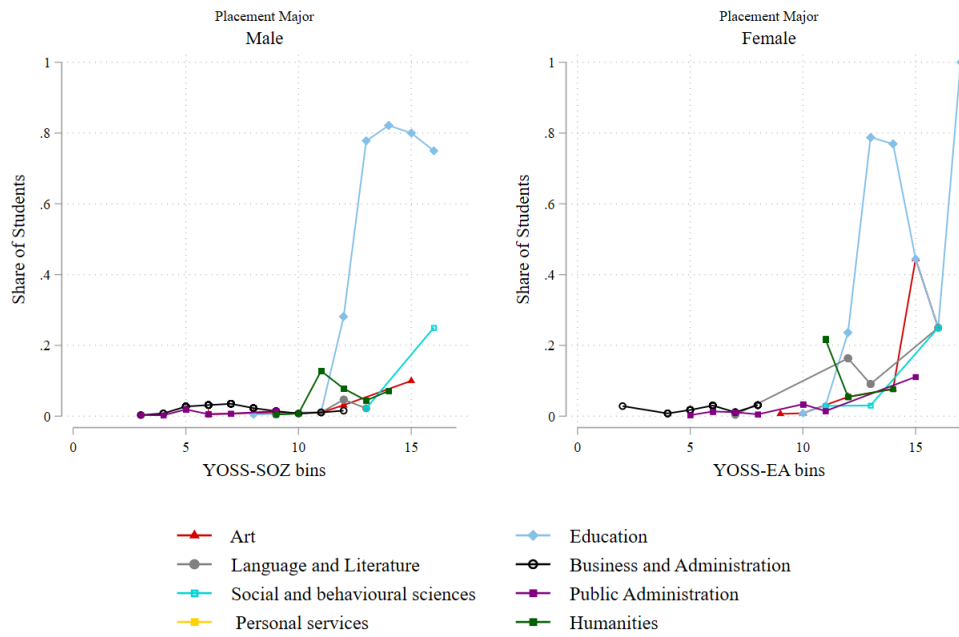 Placement Major
Male
1
.8
.6
.4
.2
0
Share of Students
0 5 10 15
YOSS-SOZ bins
Placement Major
Female
1
.8
.6
.4
.2
0
Share of Students
0 5 10 15
YOSS-EA bins
Art
Education
Language and Literature
Business and Administration
Social and behavioural sciences
Public Administration
Personal services
Humanities